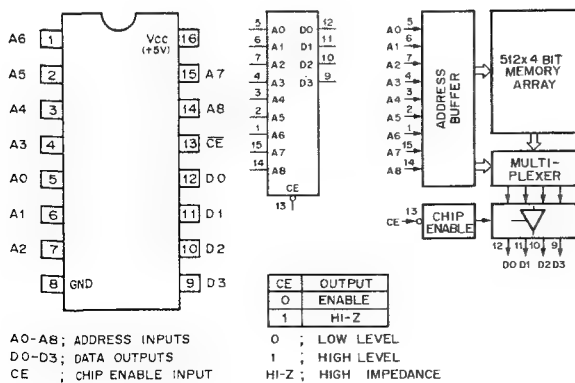 A6 1 VCC (+5V) 16
A5 2 15 A7
A4 3 14 A8
A3 4 13 CE
A0 5 12 D0
A1 6 11 D1
A2 7 10 D2
8 GND 9 D3
5 A0 D0 12
6 A1 D1 11
7 A2 D2 10
4 A3 D3 9
3 A4
2 A5
1 A6
15 A7
14 A8
CE
13
A0 5
A1 6
A2 7
A3 4
A4 3
A5 2
A6 1
A7 15
A8 14
ADDRESS
BUFFER
512x4 BIT
MEMORY
ARRAY
MULTI-
PLEXER
CE 13
CHIP
ENABLE
12 11 10 9
D0 D1 D2 D3
CE OUTPUT
0 ENABLE
1 HI-Z
A0-A8; ADDRESS INPUTS
D0-D3; DATA OUTPUTS
CE ; CHIP ENABLE INPUT
0 ; LOW LEVEL
1 ; HIGH LEVEL
HI-Z ; HIGH IMPEDANCE